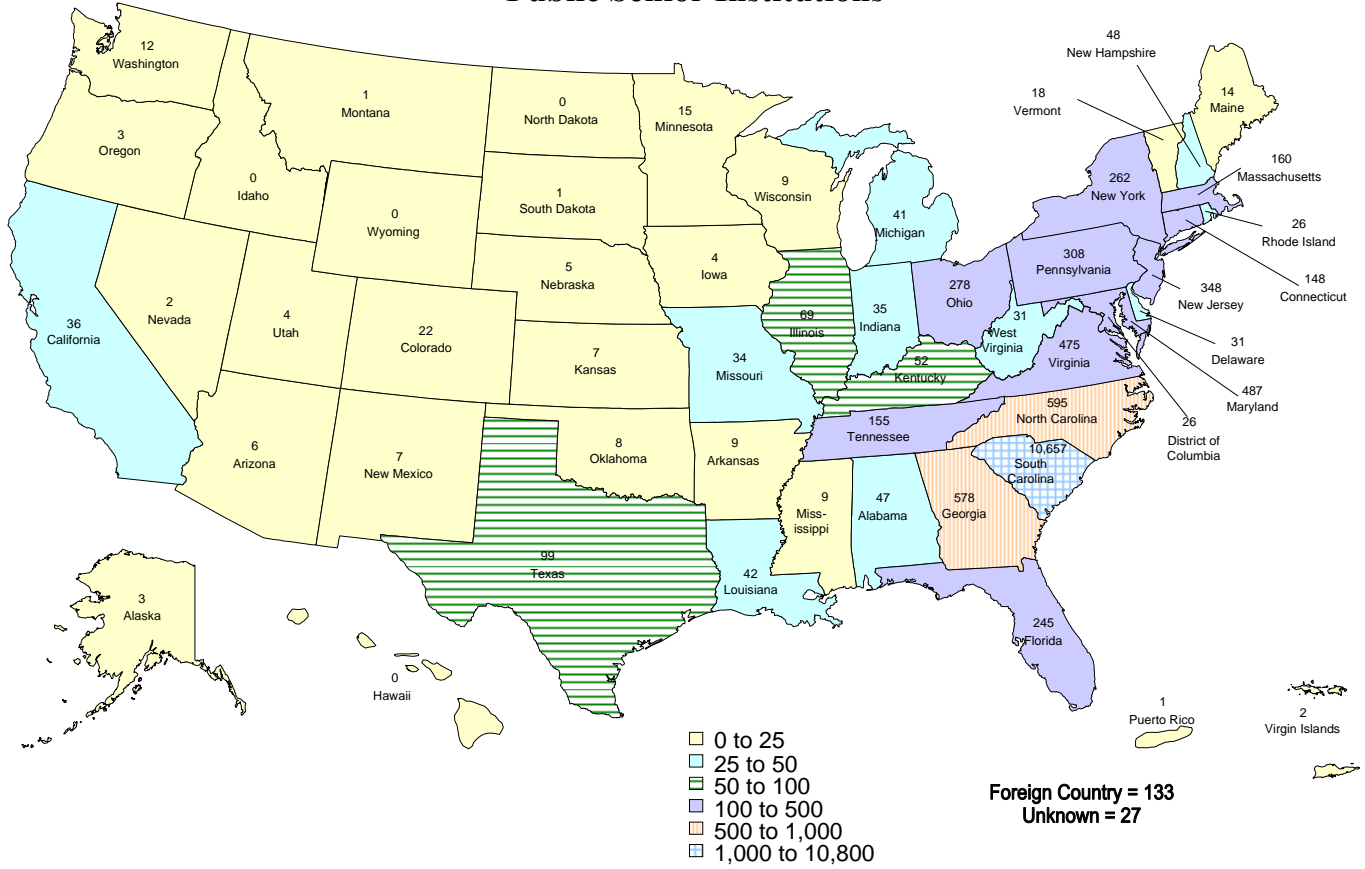 Public Senior Institutions
12
Washington
3
Oregon
1
Montana
0
Idaho
0
Wyoming
0
North Dakota
1
South Dakota
5
Nebraska
7
Kansas
15
Minnesota
4
Iowa
9
Wisconsin
41
Michigan
36
California
2
Nevada
4
Utah
22
Colorado
6
Arizona
7
New Mexico
8
Oklahoma
99
Texas
34
Missouri
9
Arkansas
42
Louisiana
69
Illinois
35
Indiana
278
Ohio
52
Kentucky
155
Tennessee
9
Miss-
issippi
47
Alabama
578
Georgia
245
Florida
10,657
South
Carolina
595
North Carolina
475
Virginia
31
West
Virginia
308
Pennsylvania
262
New York
18
Vermont
48
New Hampshire
14
Maine
160
Massachusetts
26
Rhode Island
148
Connecticut
348
New Jersey
31
Delaware
487
Maryland
26
District of
Columbia
3
Alaska
0
Hawaii
1
Puerto Rico
2
Virgin Islands
0 to 25
25 to 50
50 to 100
100 to 500
500 to 1,000
1,000 to 10,800
Foreign Country = 133
Unknown = 27